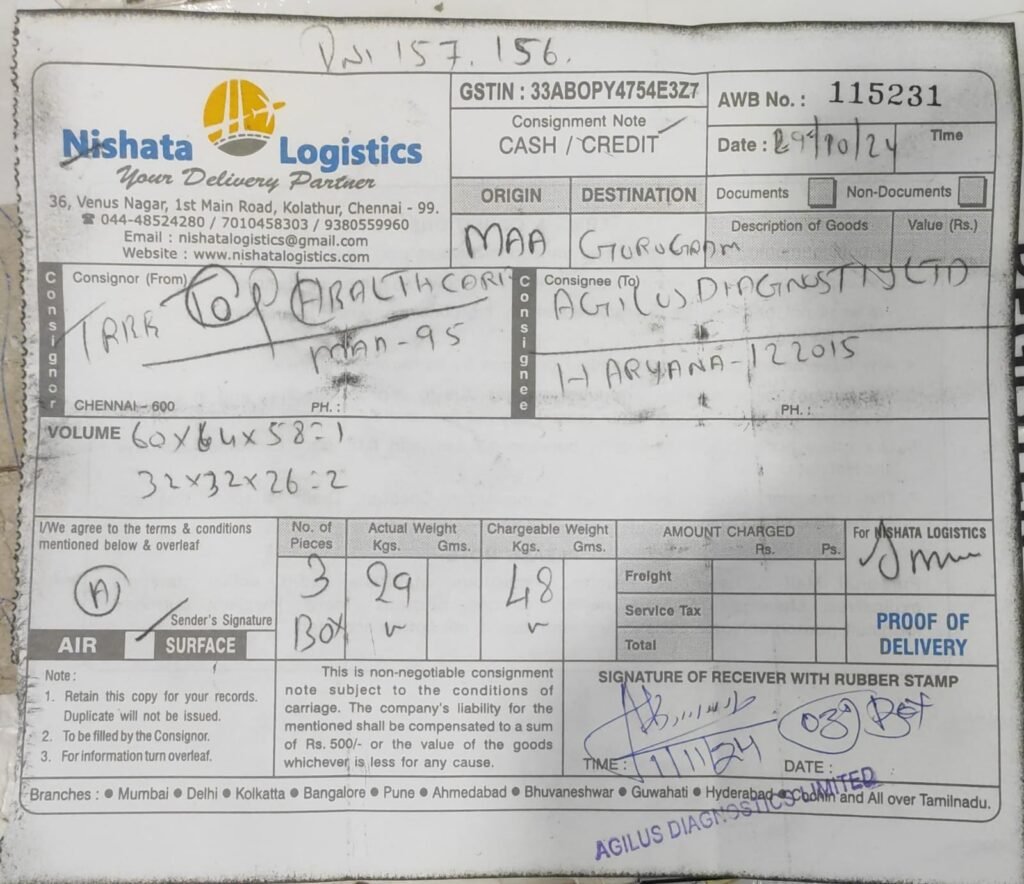 157. 156.
Nishata Logistics
Your Delivery Partner
36, Venus Nagar, 1st Main Road, Kolathur, Chennai - 99.
☎ 044-48524280 / 7010458303 / 9380559960
Email : nishatalogistics@gmail.com
Website : www.nishatalogistics.com
GSTIN : 33ABOPY4754E3Z7
Consignment Note
CASH / CREDIT
AWB No. : 115231
Date : 29/10/24 Time
ORIGIN DESTINATION
Documents Non-Documents
MAA GURUGRAM
Description of Goods Value (Rs.)
Consignor
Consignor (From)
MAA-95
CHENNAI - 600 PH. :
Consignee
Consignee (To)
AGILUS DIAGNOSTI LTD
HARYANA-122015
PH. :
VOLUME 60x64x58=1
32x32x26=2
I/We agree to the terms & conditions
mentioned below & overleaf
A
Sender's Signature
AIR SURFACE
No. of Pieces
3
BOX
Actual Weight
Kgs. Gms.
29
Chargeable Weight
Kgs. Gms.
48
AMOUNT CHARGED
Rs. Ps.
Freight
Service Tax
Total
For NISHATA LOGISTICS
PROOF OF
DELIVERY
Note :
1. Retain this copy for your records.
Duplicate will not be issued.
2. To be filled by the Consignor.
3. For information turn overleaf.
This is non-negotiable consignment
note subject to the conditions of
carriage. The company's liability for the
mentioned shall be compensated to a sum
of Rs. 500/- or the value of the goods
whichever is less for any cause.
SIGNATURE OF RECEIVER WITH RUBBER STAMP
03 Box
1/11/24
TIME : DATE :
Branches : ● Mumbai ● Delhi ● Kolkatta ● Bangalore ● Pune ● Ahmedabad ● Bhuvaneshwar ● Guwahati ● Hyderabad ● Cochin and All over Tamilnadu.
AGILUS DIAGNOSTICS LIMITED